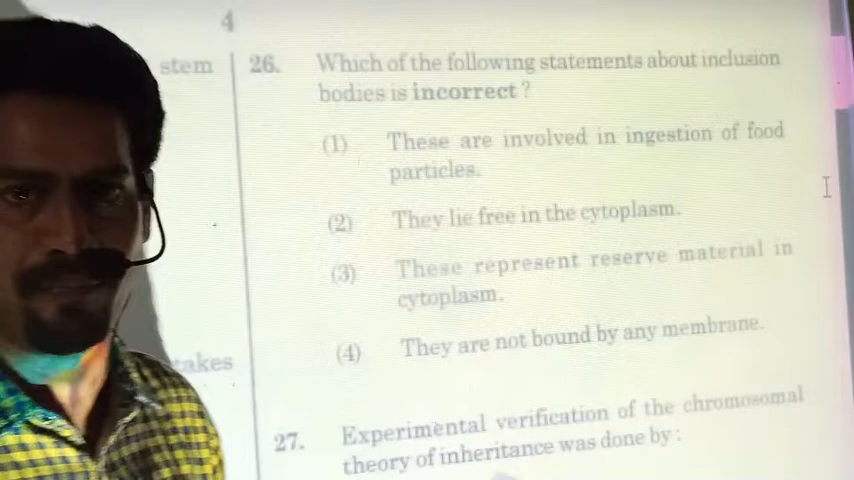 4
stem
26. Which of the following statements about inclusion
bodies is incorrect ?
(1) These are involved in ingestion of food
particles.
(2) They lie free in the cytoplasm.
(3) These represent reserve material in
cytoplasm.
(4) They are not bound by any membrane.
takes
27. Experimental verification of the chromosomal
theory of inheritance was done by :